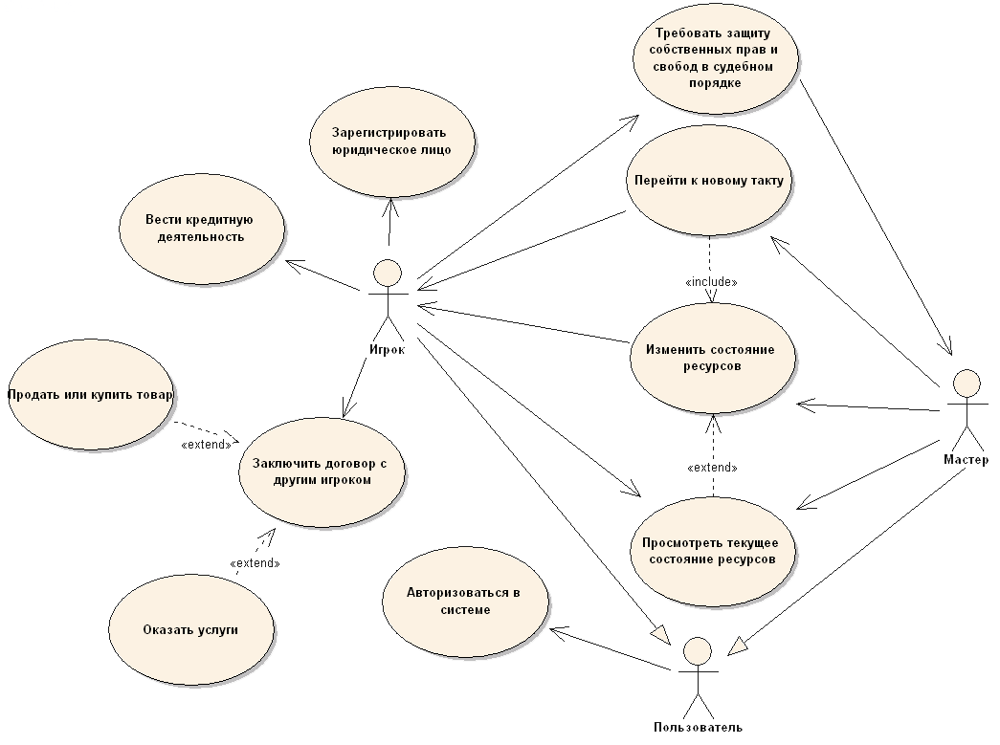 Требовать защиту
собственных прав и
свобод в судебном
порядке
Зарегистрировать
юридическое лицо
Перейти к новому такту
Вести кредитную
деятельность
«include»
Игрок
Изменить состояние
ресурсов
Продать или купить товар
«extend»
Заключить договор с
другим игроком
Мастер
«extend»
Просмотреть текущее
состояние ресурсов
«extend»
Авторизоваться в
системе
Оказать услуги
Пользователь